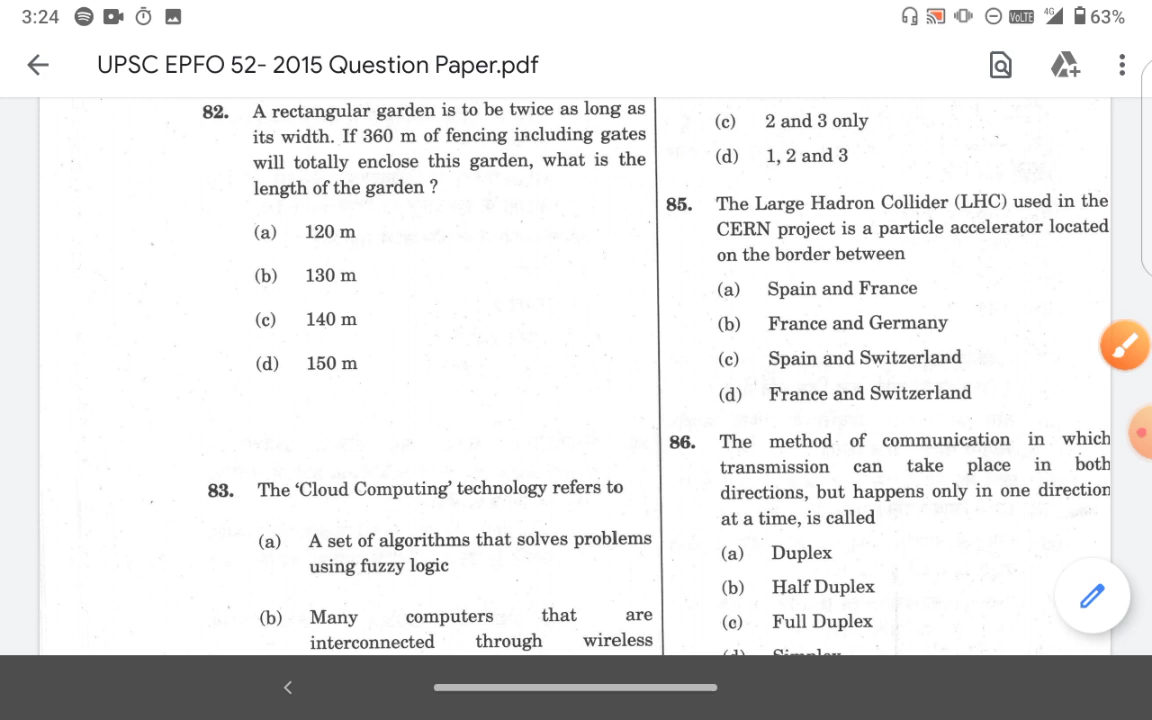 3:24
VoLTE
4G
63%
UPSC EPFO 52- 2015 Question Paper.pdf
82. A rectangular garden is to be twice as long as
its width. If 360 m of fencing including gates
will totally enclose this garden, what is the
length of the garden ?
(a) 120 m
(b) 130 m
(c) 140 m
(d) 150 m
83. The ‘Cloud Computing’ technology refers to
(a) A set of algorithms that solves problems
using fuzzy logic
(b) Many computers that are
interconnected through wireless
(c) 2 and 3 only
(d) 1, 2 and 3
85. The Large Hadron Collider (LHC) used in the
CERN project is a particle accelerator located
on the border between
(a) Spain and France
(b) France and Germany
(c) Spain and Switzerland
(d) France and Switzerland
86. The method of communication in which
transmission can take place in both
directions, but happens only in one direction
at a time, is called
(a) Duplex
(b) Half Duplex
(c) Full Duplex
(d) Simplex